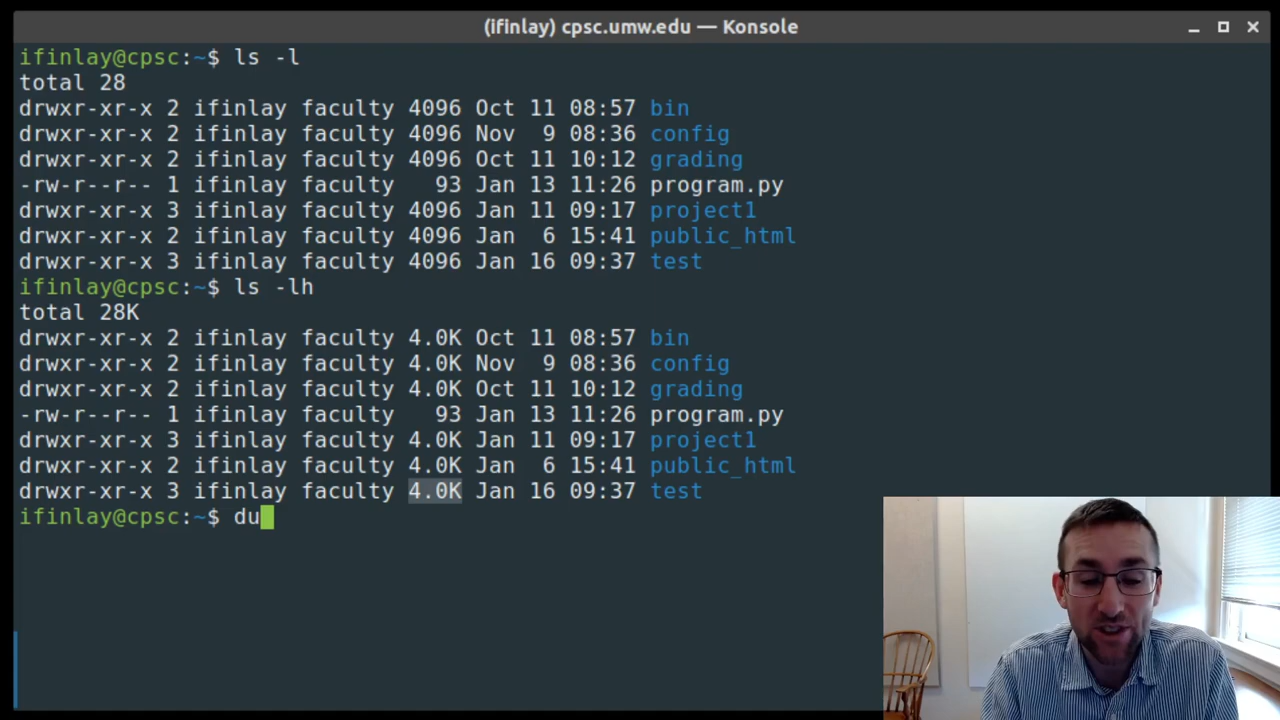 (ifinlay) cpsc.umw.edu — Konsole
ifinlay@cpsc:~$ ls -l
total 28
drwxr-xr-x 2 ifinlay faculty 4096 Oct 11 08:57 bin
drwxr-xr-x 2 ifinlay faculty 4096 Nov  9 08:36 config
drwxr-xr-x 2 ifinlay faculty 4096 Oct 11 10:12 grading
-rw-r--r-- 1 ifinlay faculty   93 Jan 13 11:26 program.py
drwxr-xr-x 3 ifinlay faculty 4096 Jan 11 09:17 project1
drwxr-xr-x 2 ifinlay faculty 4096 Jan  6 15:41 public_html
drwxr-xr-x 3 ifinlay faculty 4096 Jan 16 09:37 test
ifinlay@cpsc:~$ ls -lh
total 28K
drwxr-xr-x 2 ifinlay faculty 4.0K Oct 11 08:57 bin
drwxr-xr-x 2 ifinlay faculty 4.0K Nov  9 08:36 config
drwxr-xr-x 2 ifinlay faculty 4.0K Oct 11 10:12 grading
-rw-r--r-- 1 ifinlay faculty   93 Jan 13 11:26 program.py
drwxr-xr-x 3 ifinlay faculty 4.0K Jan 11 09:17 project1
drwxr-xr-x 2 ifinlay faculty 4.0K Jan  6 15:41 public_html
drwxr-xr-x 3 ifinlay faculty 4.0K Jan 16 09:37 test
ifinlay@cpsc:~$ du